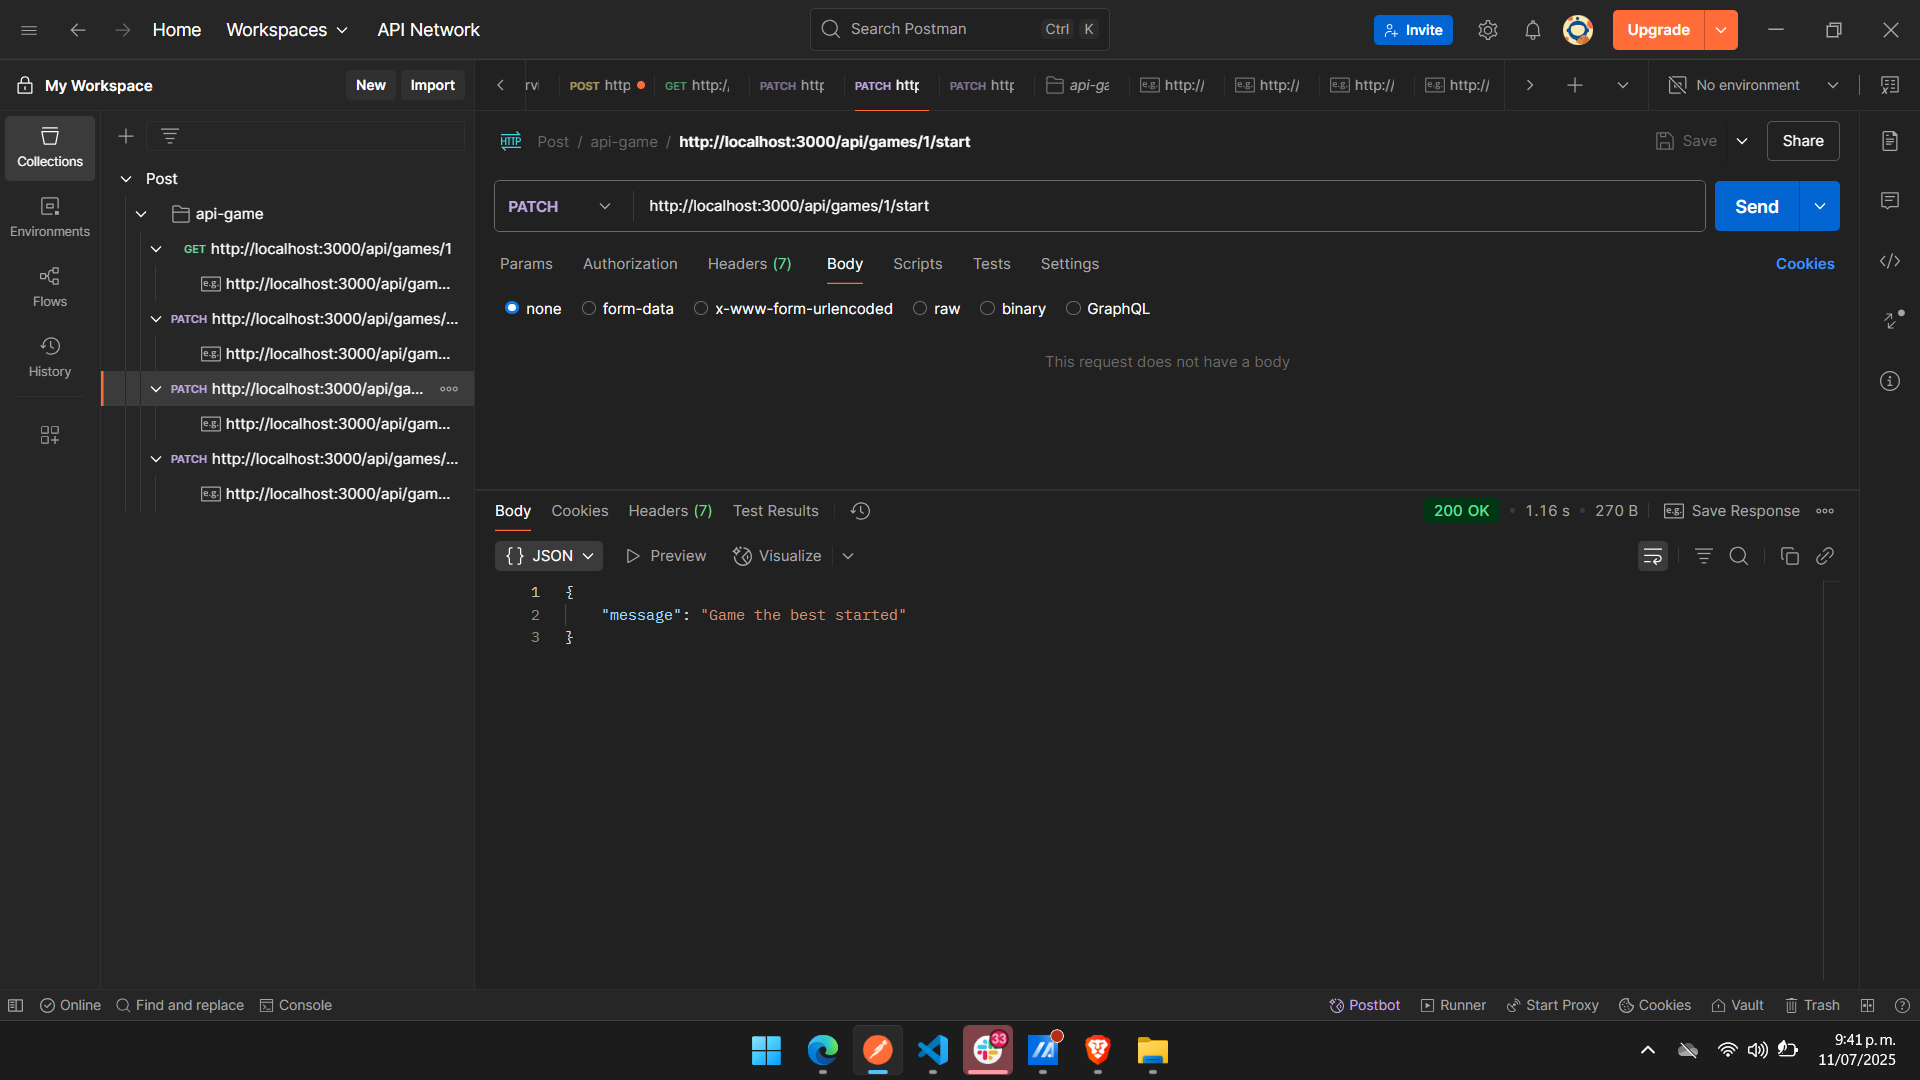 Home
Workspaces
API Network
Search Postman
Ctrl
K
Invite
Upgrade
My Workspace
New
Import
rvi
POST http
GET http:/
PATCH http
PATCH http
PATCH http
api-ga
e.g. http://
e.g. http://
e.g. http://
e.g. http://
No environment
Collections
Environments
Flows
History
Post
api-game
GET http://localhost:3000/api/games/1
e.g. http://localhost:3000/api/gam...
PATCH http://localhost:3000/api/games/...
e.g. http://localhost:3000/api/gam...
PATCH http://localhost:3000/api/ga...
e.g. http://localhost:3000/api/gam...
PATCH http://localhost:3000/api/games/...
e.g. http://localhost:3000/api/gam...
HTTP Post / api-game / http://localhost:3000/api/games/1/start
Save
Share
PATCH
http://localhost:3000/api/games/1/start
Send
Params Authorization Headers (7) Body Scripts Tests Settings
Cookies
none form-data x-www-form-urlencoded raw binary GraphQL
This request does not have a body
Body Cookies Headers (7) Test Results
200 OK • 1.16 s • 270 B
e.g. Save Response
{} JSON
Preview
Visualize
1 {
2 "message": "Game the best started"
3 }
Online
Find and replace
Console
Postbot
Runner
Start Proxy
Cookies
Vault
Trash
33
9:41 p.m.
11/07/2025